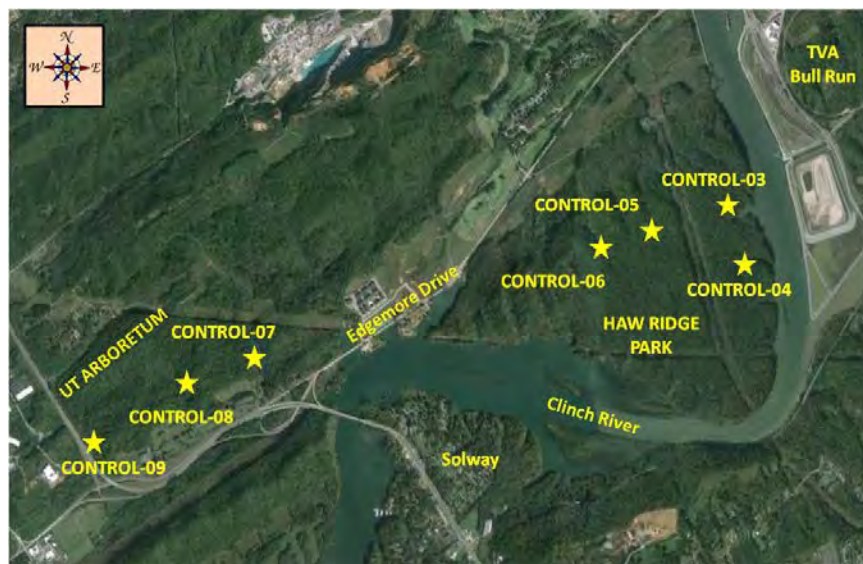 N
W E
S
TVA
Bull Run
CONTROL-03
CONTROL-05
CONTROL-06
CONTROL-04
Edgemore Drive
HAW RIDGE
PARK
UT ARBORETUM
CONTROL-07
CONTROL-08
Clinch River
CONTROL-09
Solway